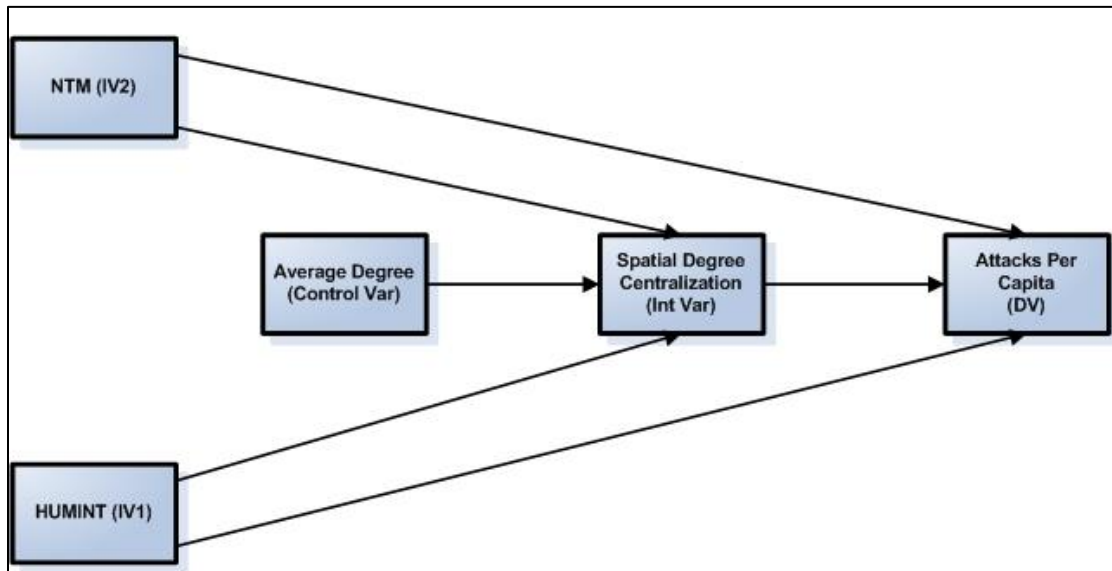 NTM (IV2)
Average Degree
(Control Var)
Spatial Degree
Centralization
(Int Var)
Attacks Per
Capita
(DV)
HUMINT (IV1)